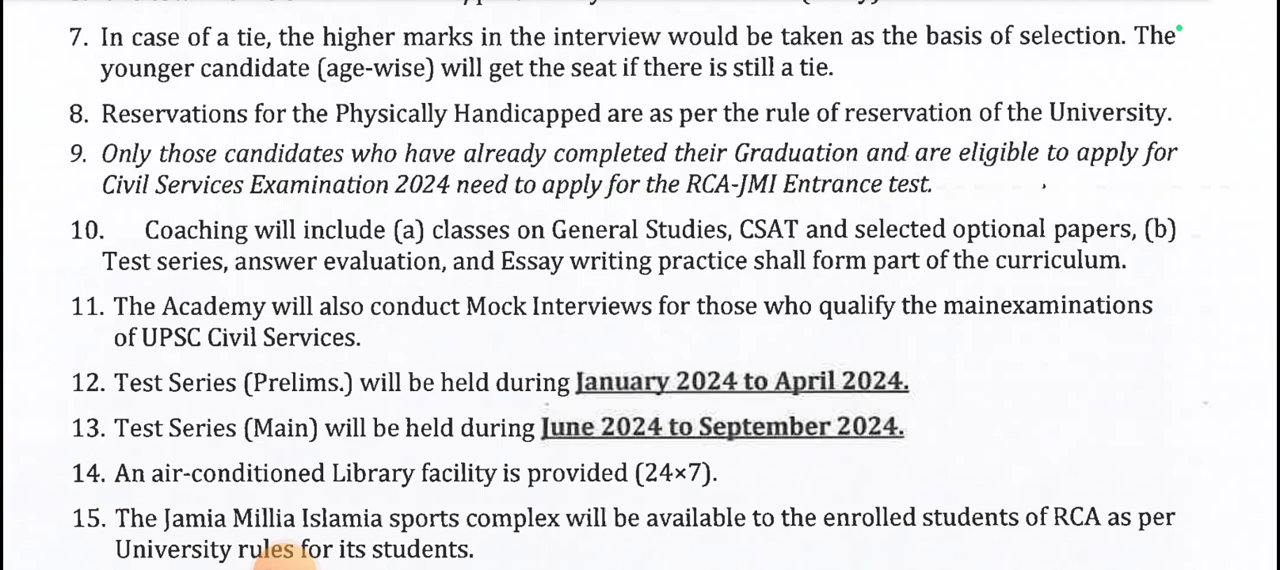 7. In case of a tie, the higher marks in the interview would be taken as the basis of selection. The
younger candidate (age-wise) will get the seat if there is still a tie.
8. Reservations for the Physically Handicapped are as per the rule of reservation of the University.
9. Only those candidates who have already completed their Graduation and are eligible to apply for
Civil Services Examination 2024 need to apply for the RCA-JMI Entrance test.
10. Coaching will include (a) classes on General Studies, CSAT and selected optional papers, (b)
Test series, answer evaluation, and Essay writing practice shall form part of the curriculum.
11. The Academy will also conduct Mock Interviews for those who qualify the mainexaminations
of UPSC Civil Services.
12. Test Series (Prelims.) will be held during January 2024 to April 2024.
13. Test Series (Main) will be held during June 2024 to September 2024.
14. An air-conditioned Library facility is provided (24×7).
15. The Jamia Millia Islamia sports complex will be available to the enrolled students of RCA as per
University rules for its students.